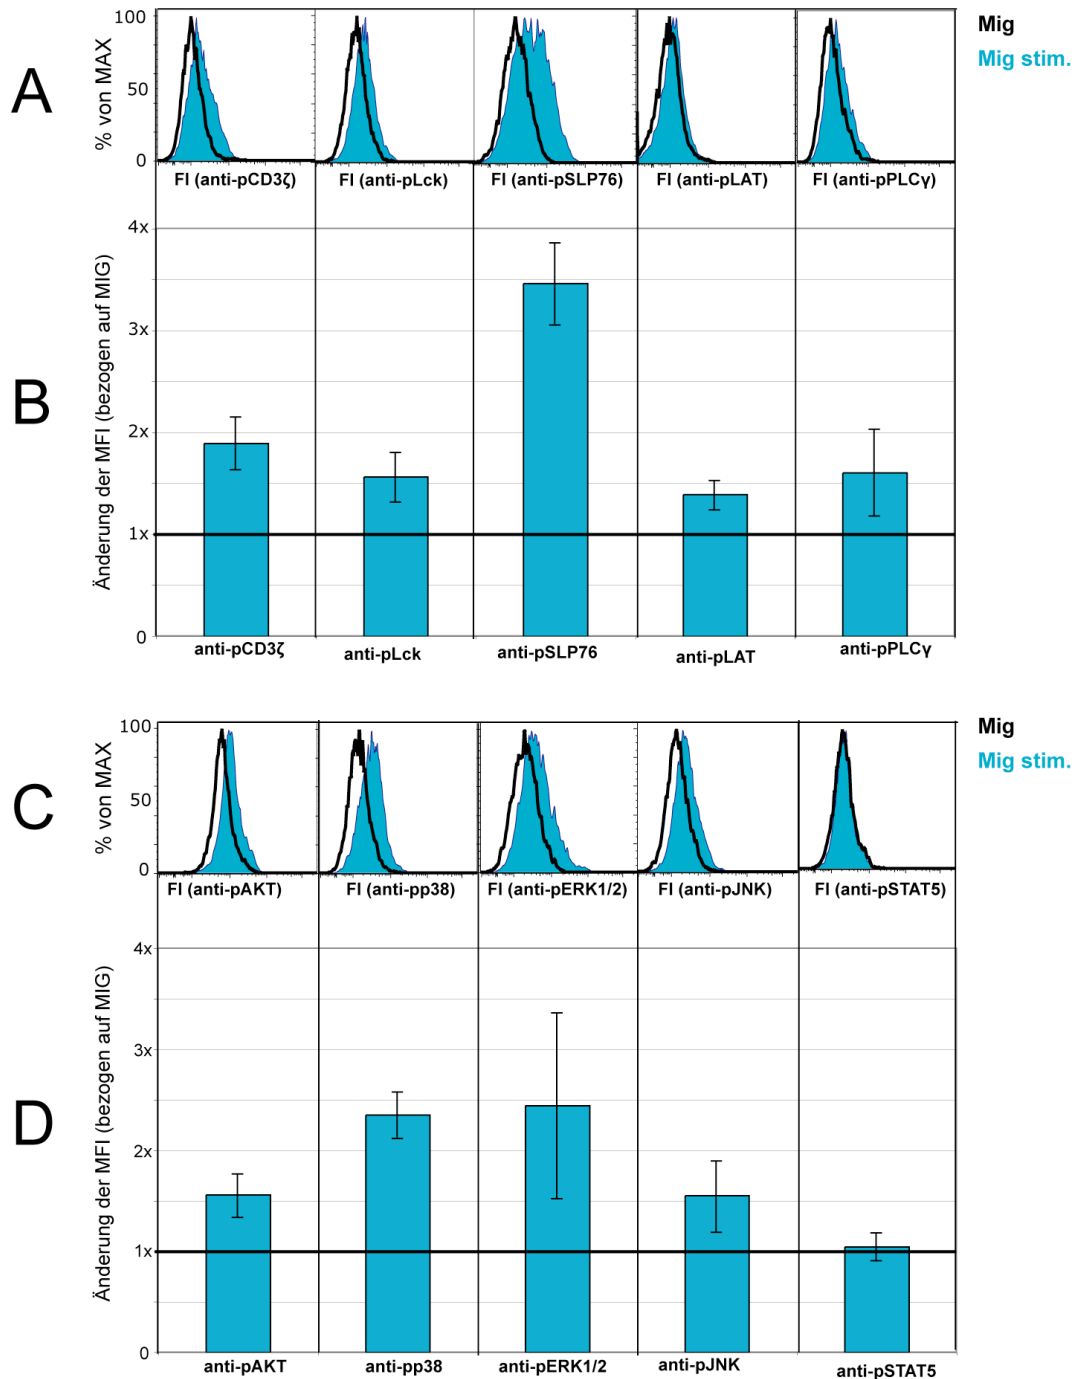 A
% von MAX
100
50
0
Mig
Mig stim.
FI (anti-pCD3ζ)
FI (anti-pLck)
FI (anti-pSLP76)
FI (anti-pLAT)
FI (anti-pPLCγ)
B
Änderung der MFI (bezogen auf MIG)
4x
3x
2x
1x
0
anti-pCD3ζ
anti-pLck
anti-pSLP76
anti-pLAT
anti-pPLCγ
C
% von MAX
100
50
0
Mig
Mig stim.
FI (anti-pAKT)
FI (anti-pp38)
FI (anti-pERK1/2)
FI (anti-pJNK)
FI (anti-pSTAT5)
D
Änderung der MFI (bezogen auf MIG)
4x
3x
2x
1x
0
anti-pAKT
anti-pp38
anti-pERK1/2
anti-pJNK
anti-pSTAT5